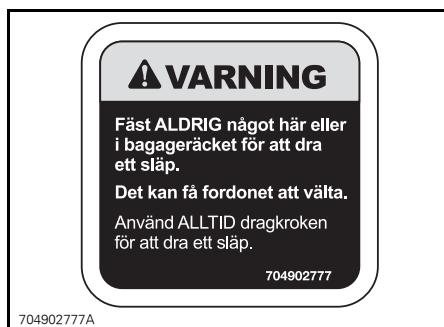 VARNING
Fäst ALDRIG något här eller
i bagageräcket för att dra
ett släp.
Det kan få fordonet att välta.
Använd ALLTID dragkroken
för att dra ett släp.
704902777
704902777A